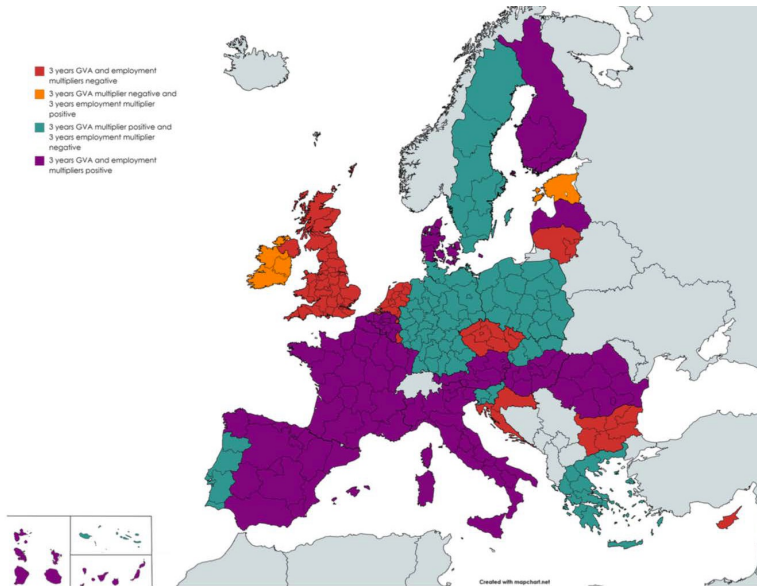 3 years GVA and employment
multipliers negative
3 years GVA multiplier negative and
3 years employment multiplier
positive
3 years GVA multiplier positive and
3 years employment multiplier
negative
3 years GVA and employment
multipliers positive
Created with mapchart.net